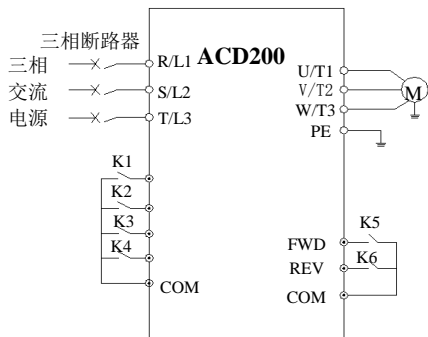 三相断路器
三相
交流
电源
R/L1
S/L2
T/L3
ACD200
U/T1
V/T2
W/T3
PE
M
K1
K2
K3
K4
COM
FWD
REV
COM
K5
K6